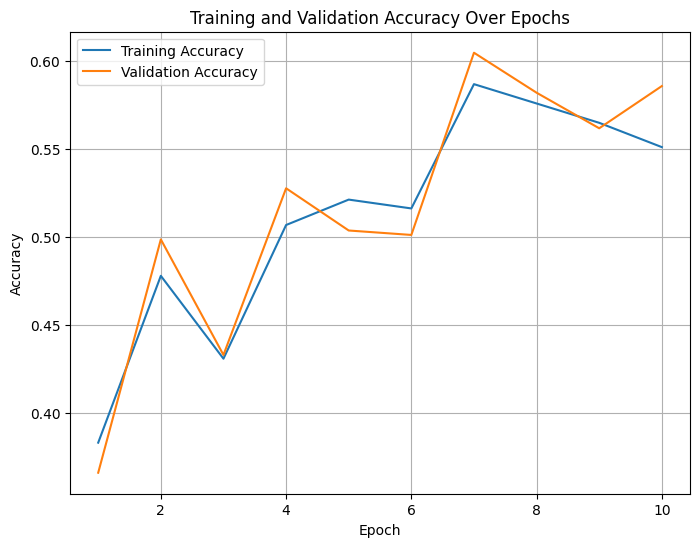 Training and Validation Accuracy Over Epochs
Training Accuracy
Validation Accuracy
0.60
0.55
0.50
0.45
0.40
Accuracy
2
4
6
8
10
Epoch